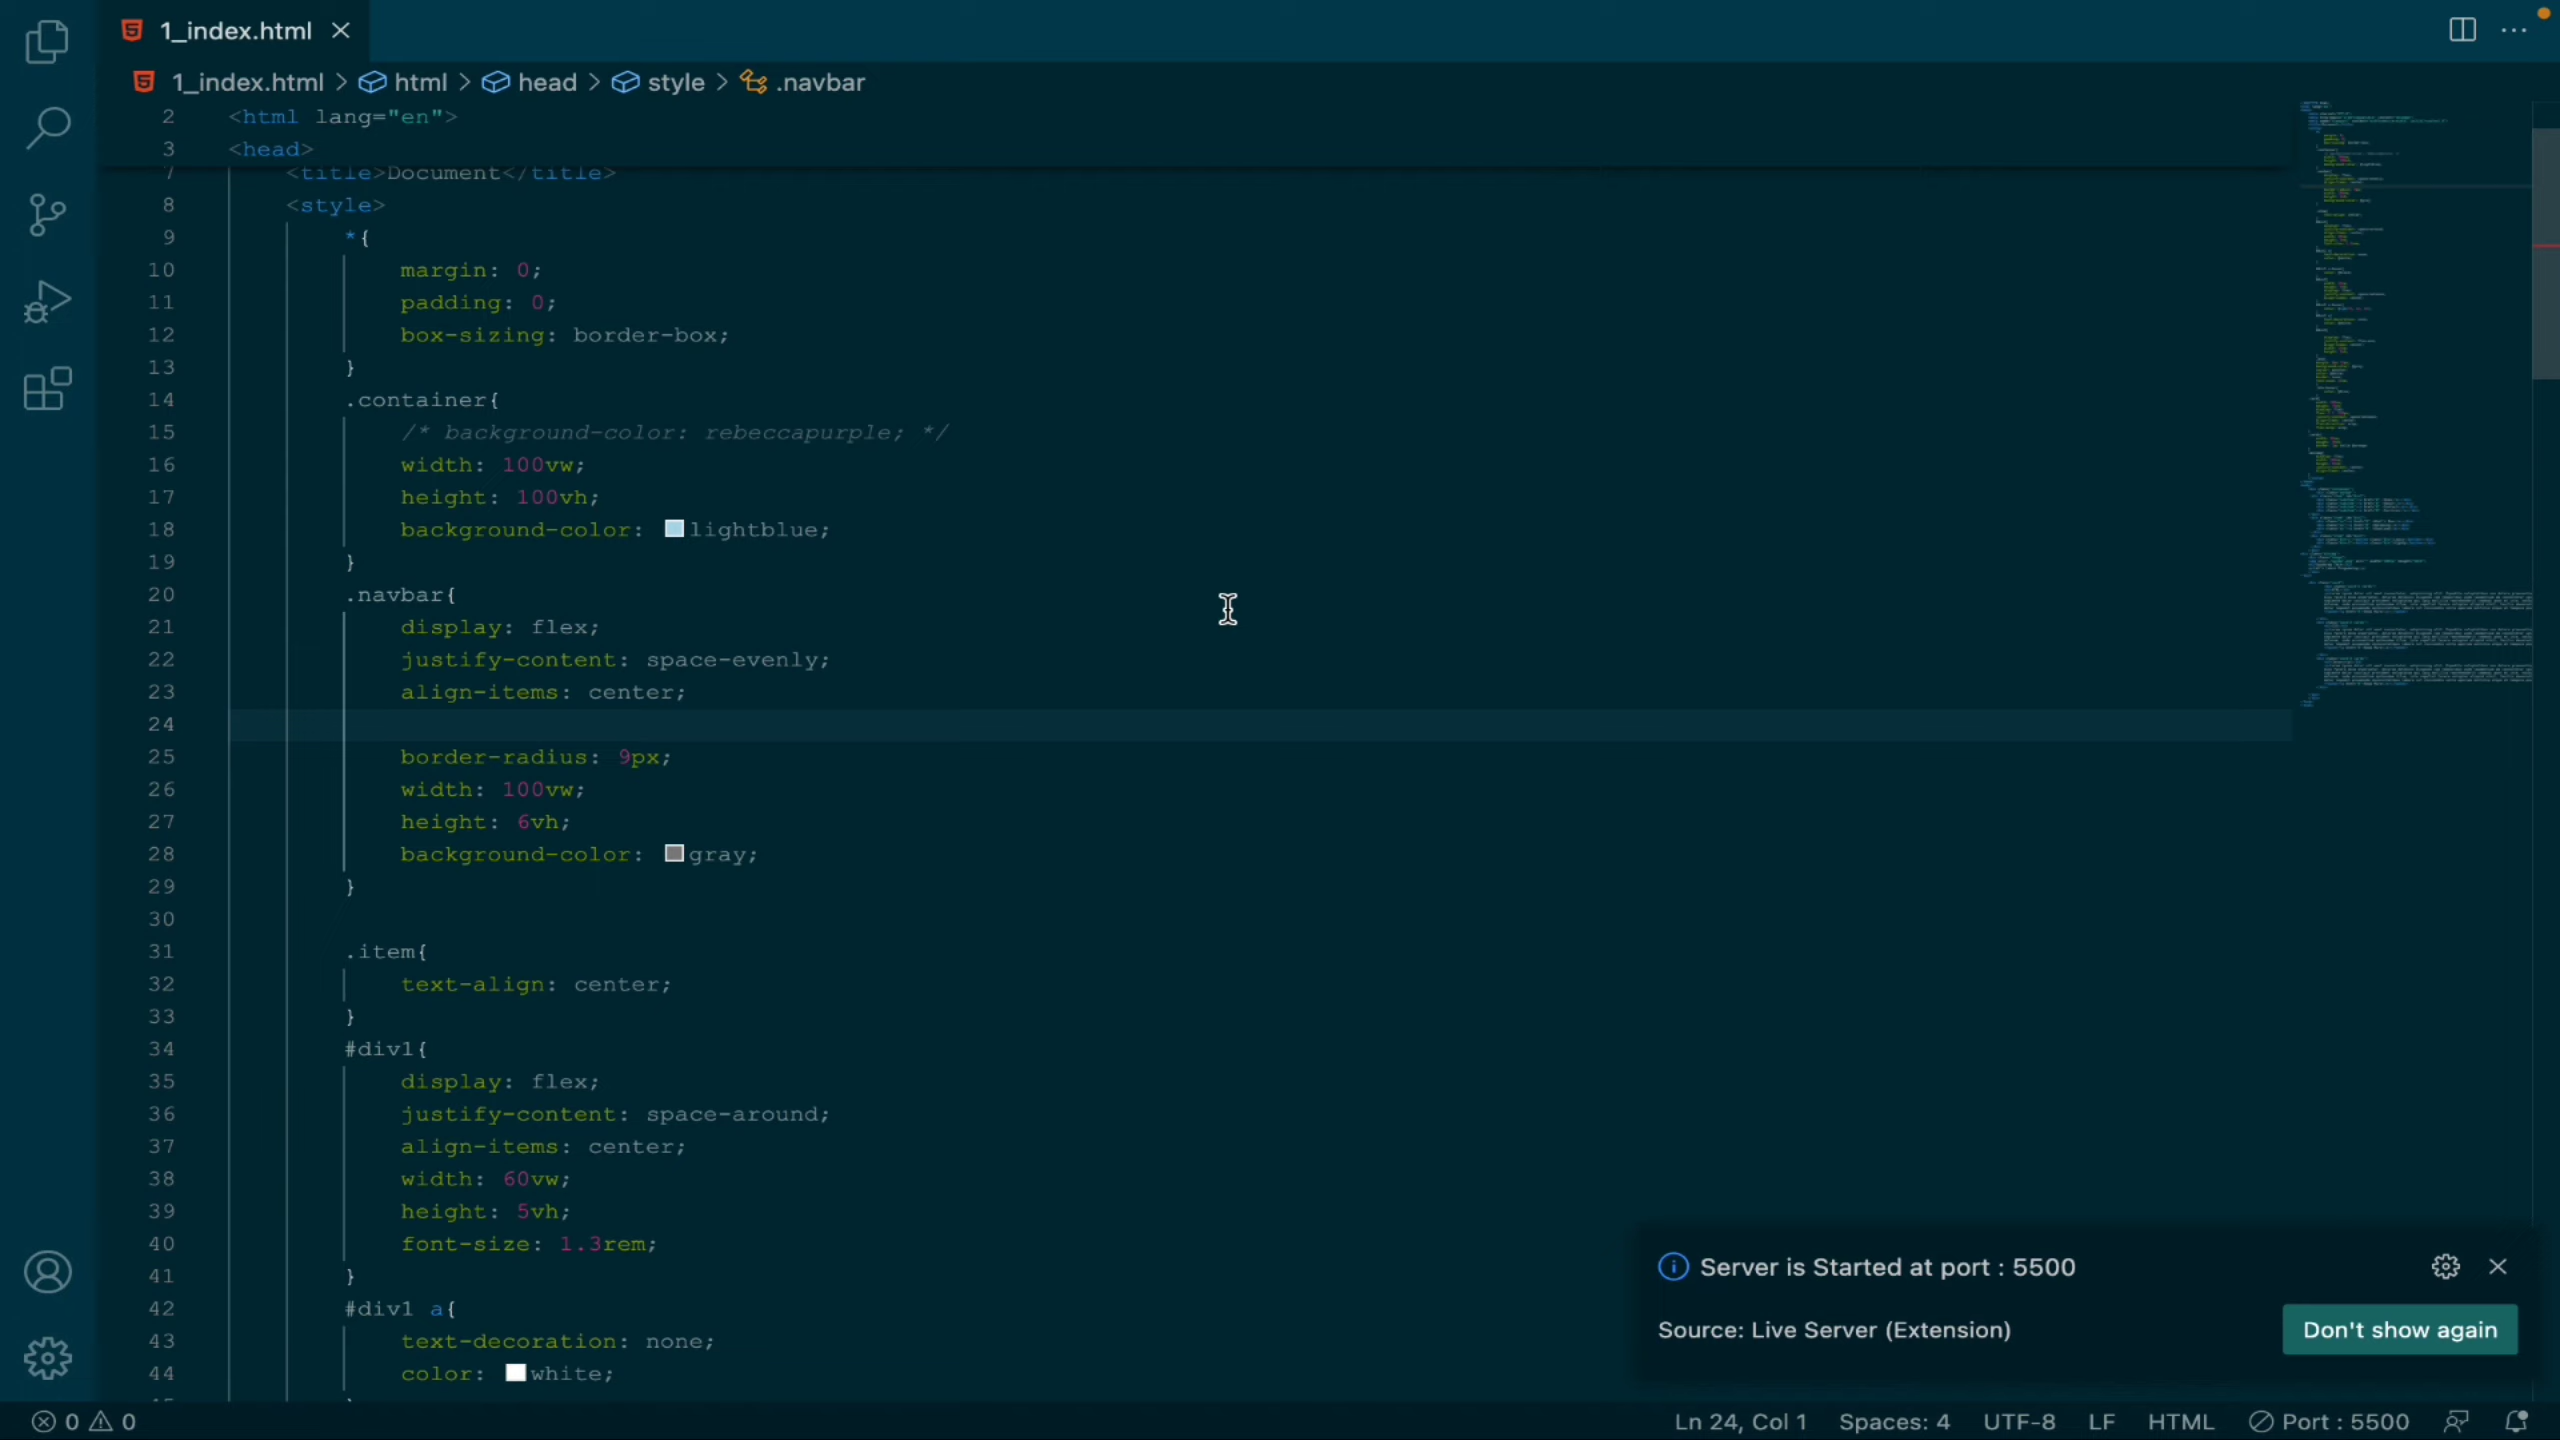 1_index.html
1_index.html > html > head > style > .navbar
2 <html lang="en">
3 <head>
7 <title>Document</title>
8 <style>
9 *{
10 margin: 0;
11 padding: 0;
12 box-sizing: border-box;
13 }
14 .container{
15 /* background-color: rebeccapurple; */
16 width: 100vw;
17 height: 100vh;
18 background-color: lightblue;
19 }
20 .navbar{
21 display: flex;
22 justify-content: space-evenly;
23 align-items: center;
24
25 border-radius: 9px;
26 width: 100vw;
27 height: 6vh;
28 background-color: gray;
29 }
30
31 .item{
32 text-align: center;
33 }
34 #div1{
35 display: flex;
36 justify-content: space-around;
37 align-items: center;
38 width: 60vw;
39 height: 5vh;
40 font-size: 1.3rem;
41 }
42 #div1 a{
43 text-decoration: none;
44 color: white;
Server is Started at port : 5500
Source: Live Server (Extension)
Don't show again
0 0
Ln 24, Col 1 Spaces: 4 UTF-8 LF HTML Port : 5500